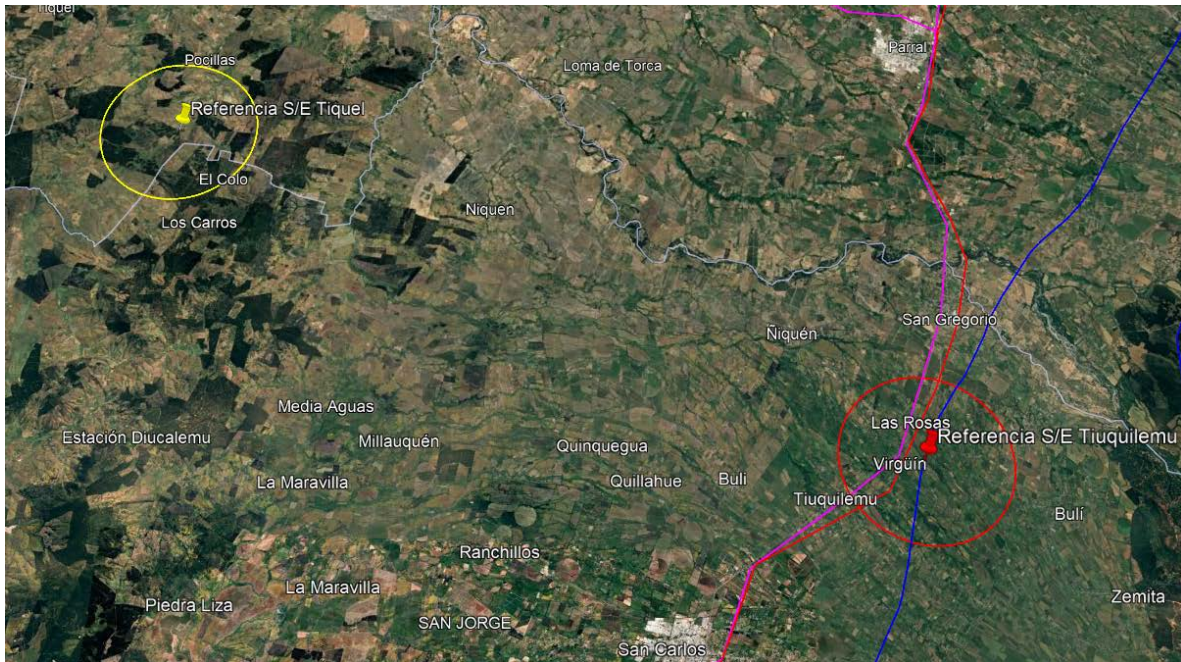 Tiquel
Pocillas
Loma de Torca
Parral
Referencia S/E Tiquel
El Colo
Los Carros
Niquen
San Gregorio
Ñiquén
Media Aguas
Las Rosas
Estación Diucalemu
Millauquén
Quinquegua
Referencia S/E Tiuquilemu
Virgüín
La Maravilla
Quillahue
Buli
Tiuquilemu
Bulí
Ranchillos
La Maravilla
Piedra Liza
Zemita
SAN JORGE
San Carlos